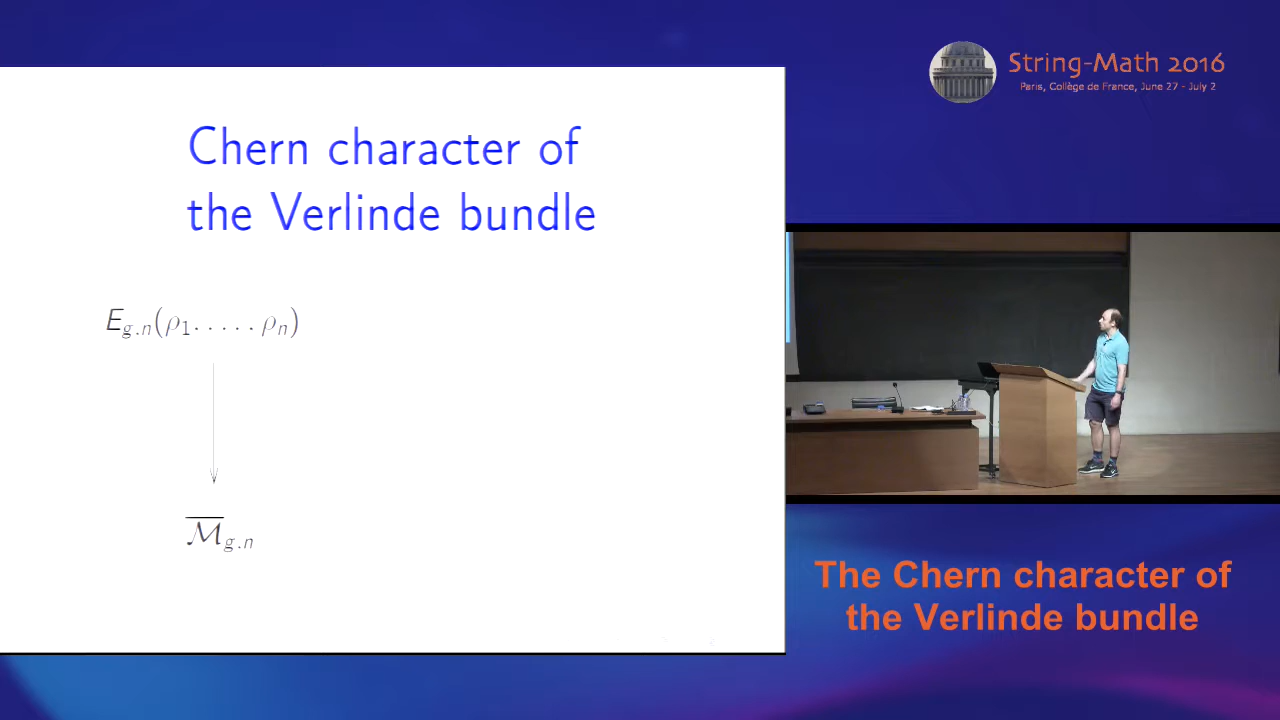 String-Math 2016
Paris, Collège de France, June 27 - July 2
Chern character of
the Verlinde bundle
E_{g.n}(ρ_1. . . . . ρ_n)
\overline{M}_{g.n}
The Chern character of
the Verlinde bundle